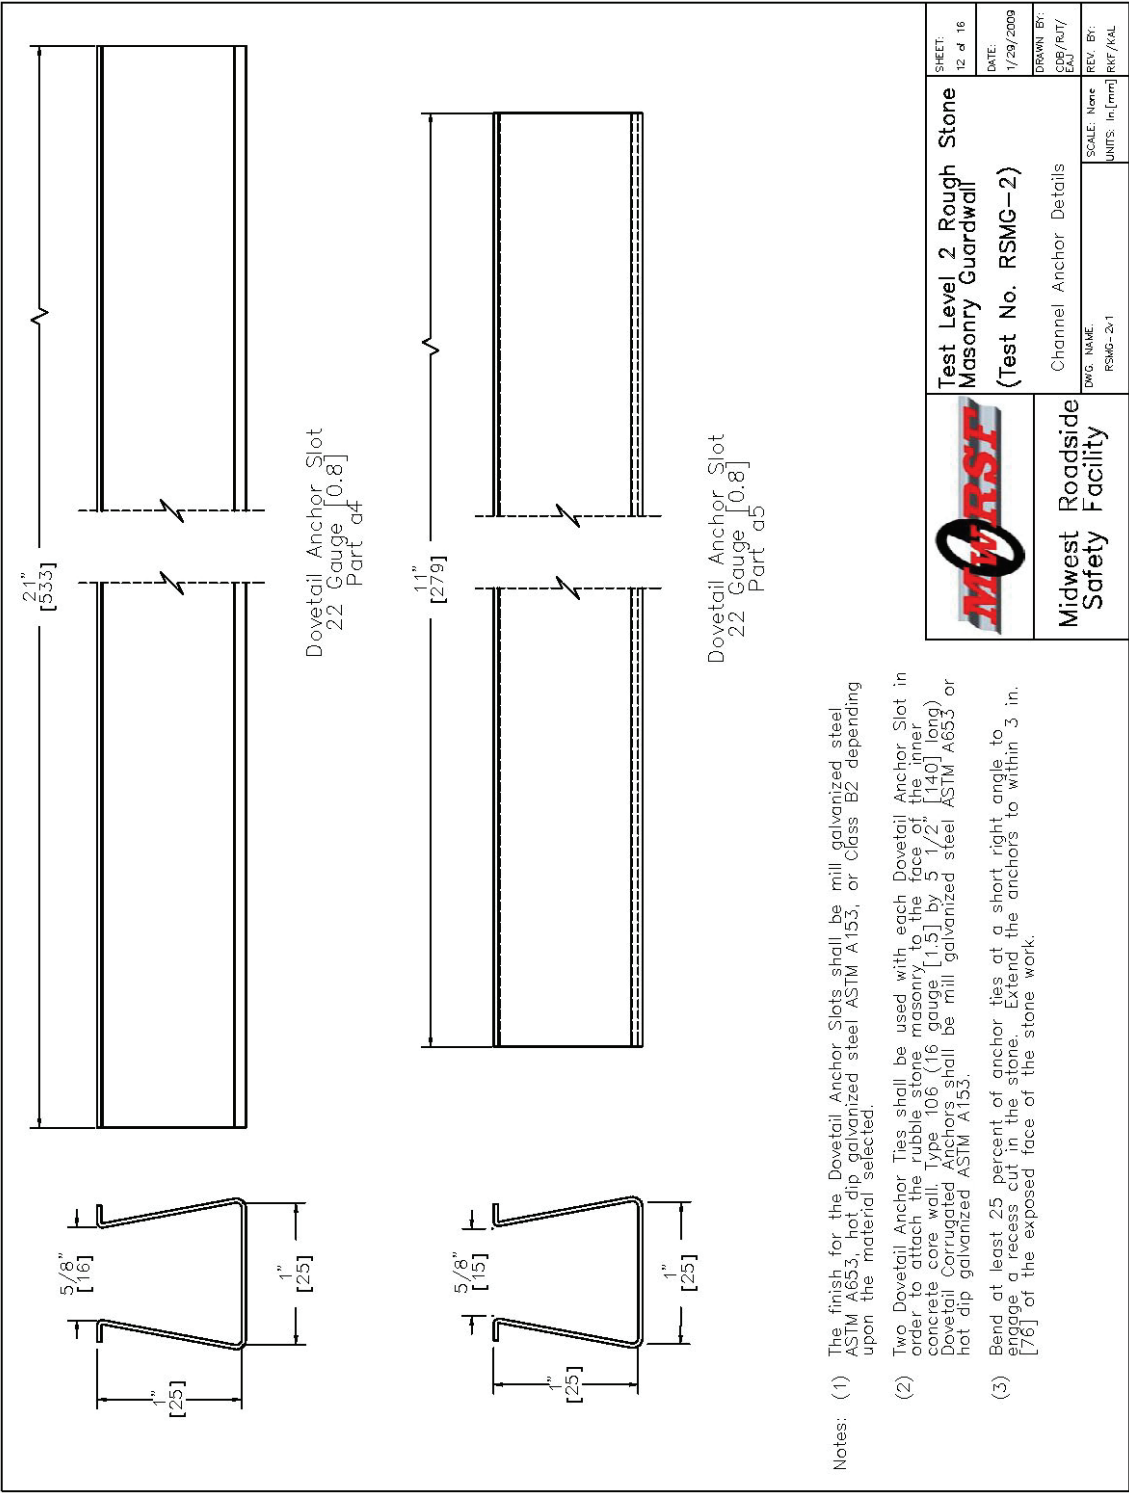 21"
[533]
5/8"
[16]
1"
[25]
1"
[25]
Dovetail Anchor Slot
22 Gauge [0.8]
Part a4
11"
[279]
5/8"
[15]
1"
[25]
1"
[25]
Dovetail Anchor Slot
22 Gauge [0.8]
Part a5
Notes: (1) The finish for the Dovetail Anchor Slots shall be mill galvanized steel
ASTM A653, hot dip galvanized steel ASTM A153, or Class B2 depending
upon the material selected.
(2) Two Dovetail Anchor Ties shall be used with each Dovetail Anchor Slot in
order to attach the rubble stone masonry to the face of the inner
concrete core wall. Type 106 (16 gauge [1.5] by 5 1/2" [140] long)
Dovetail Corrugated Anchors shall be mill galvanized steel ASTM A653 or
hot dip galvanized ASTM A153.
(3) Bend at least 25 percent of anchor ties at a short right angle to
engage a recess cut in the stone. Extend the anchors to within 3 in.
[76] of the exposed face of the stone work.
MwRSF
Midwest Roadside
Safety Facility
Test Level 2 Rough Stone
Masonry Guardwall
(Test No. RSMG-2)
Channel Anchor Details
DWG. NAME.
RSMG-2v1
SCALE: None
UNITS: In.[mm]
SHEET:
12 of 16
DATE:
1/29/2009
DRAWN BY:
CDB/RJT/
EAJ
REV. BY:
RKF/KAL